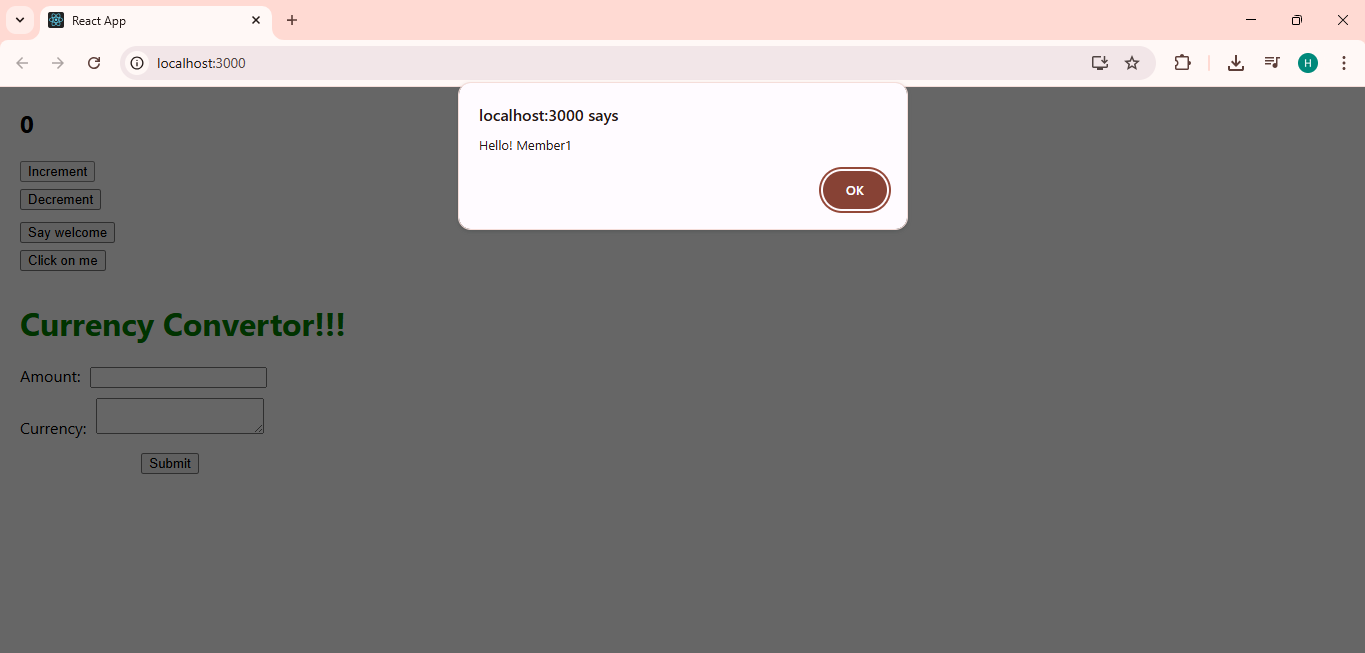 React App
localhost:3000
H
localhost:3000 says
Hello! Member1
OK
0
Increment
Decrement
Say welcome
Click on me
Currency Convertor!!!
Amount:
Currency:
Submit